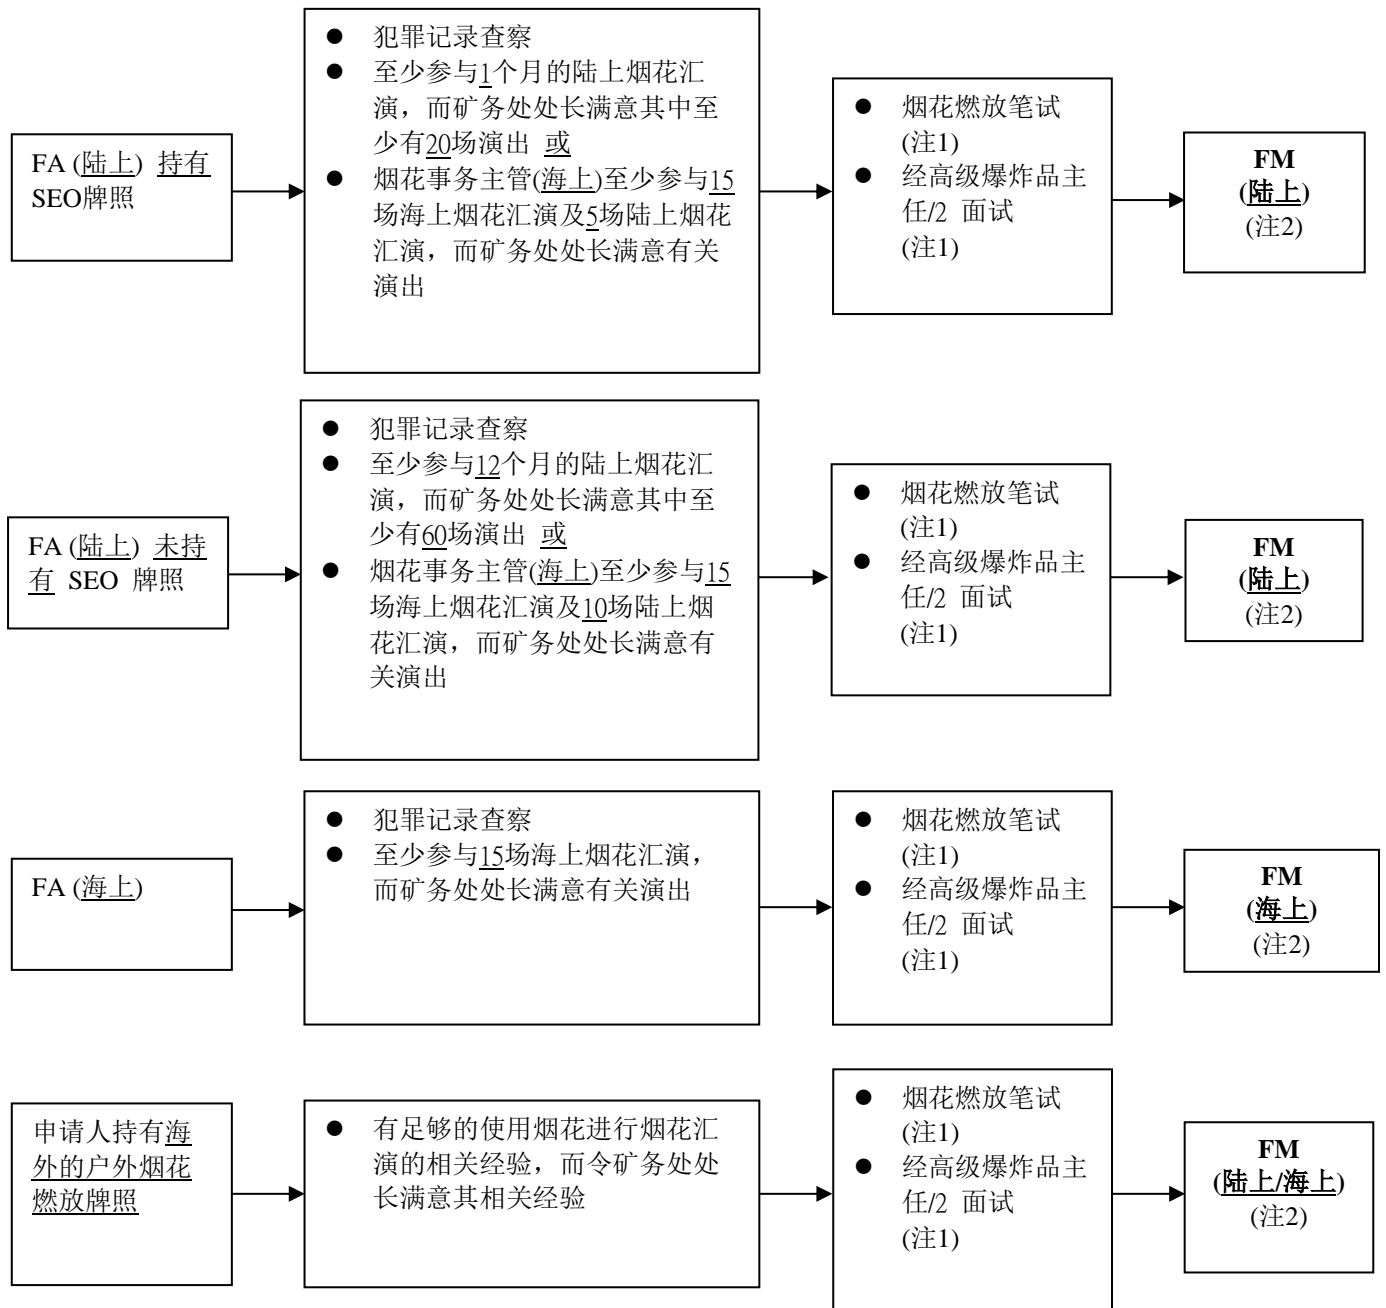 FA (陆上) 持有
SEO牌照
● 犯罪记录查察
● 至少参与1个月的陆上烟花汇
演，而矿务处处长满意其中至
少有20场演出 或
● 烟花事务主管(海上)至少参与15
场海上烟花汇演及5场陆上烟花
汇演，而矿务处处长满意有关
演出
● 烟花燃放笔试
(注1)
● 经高级爆炸品主
任/2 面试
(注1)
FM
(陆上)
(注2)
FA (陆上) 未持
有 SEO 牌照
● 犯罪记录查察
● 至少参与12个月的陆上烟花汇
演，而矿务处处长满意其中至
少有60场演出 或
● 烟花事务主管(海上)至少参与15
场海上烟花汇演及10场陆上烟
花汇演，而矿务处处长满意有
关演出
● 烟花燃放笔试
(注1)
● 经高级爆炸品主
任/2 面试
(注1)
FM
(陆上)
(注2)
FA (海上)
● 犯罪记录查察
● 至少参与15场海上烟花汇演，
而矿务处处长满意有关演出
● 烟花燃放笔试
(注1)
● 经高级爆炸品主
任/2 面试
(注1)
FM
(海上)
(注2)
申请人持有海
外的户外烟花
燃放牌照
● 有足够的使用烟花进行烟花汇
演的相关经验，而令矿务处处
长满意其相关经验
● 烟花燃放笔试
(注1)
● 经高级爆炸品主
任/2 面试
(注1)
FM
(陆上/海上)
(注2)